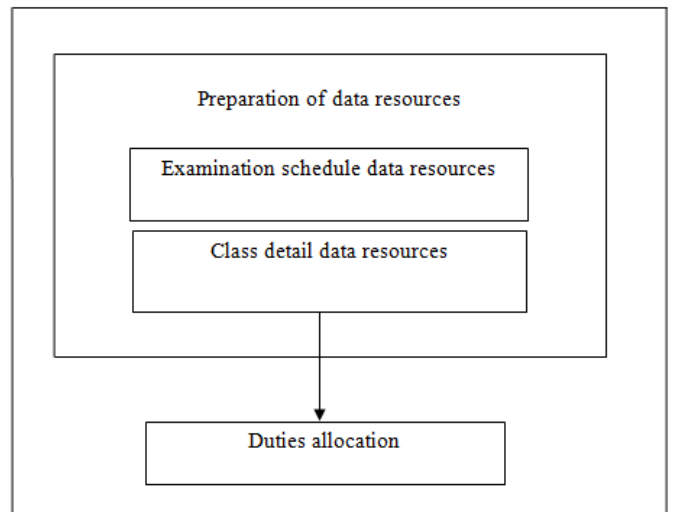 Preparation of data resources
Examination schedule data resources
Class detail data resources
Duties allocation